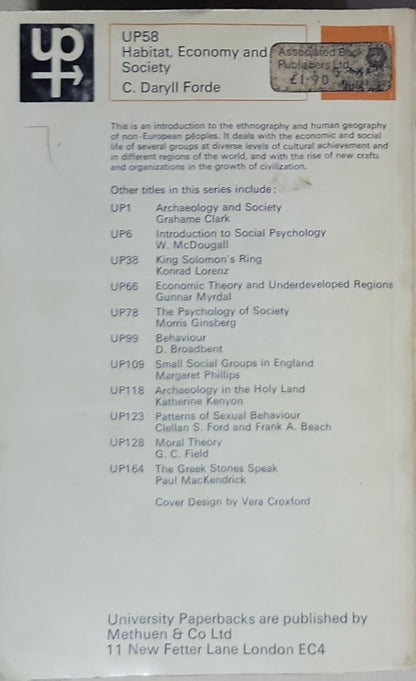 up
UP58
Habitat, Economy and
Society
C. Daryll Forde
Associated Book
Publishers Ltd.
£1.90
This is an introduction to the ethnography and human geography
of non-European peoples. It deals with the economic and social
life of several groups at diverse levels of cultural achievement and
in different regions of the world, and with the rise of new crafts
and organizations in the growth of civilization.
Other titles in this series include:
UP1 Archaeology and Society
Grahame Clark
UP6 Introduction to Social Psychology
W. McDougall
UP38 King Solomon's Ring
Konrad Lorenz
UP66 Economic Theory and Underdeveloped Regions
Gunnar Myrdal
UP78 The Psychology of Society
Morris Ginsberg
UP99 Behaviour
D. Broadbent
UP109 Small Social Groups in England
Margaret Phillips
UP118 Archaeology in the Holy Land
Katherine Kenyon
UP123 Patterns of Sexual Behaviour
Clellan S. Ford and Frank A. Beach
UP128 Moral Theory
G. C. Field
UP164 The Greek Stones Speak
Paul MacKendrick
Cover Design by Vera Croxford
University Paperbacks are published by
Methuen & Co Ltd
11 New Fetter Lane London EC4